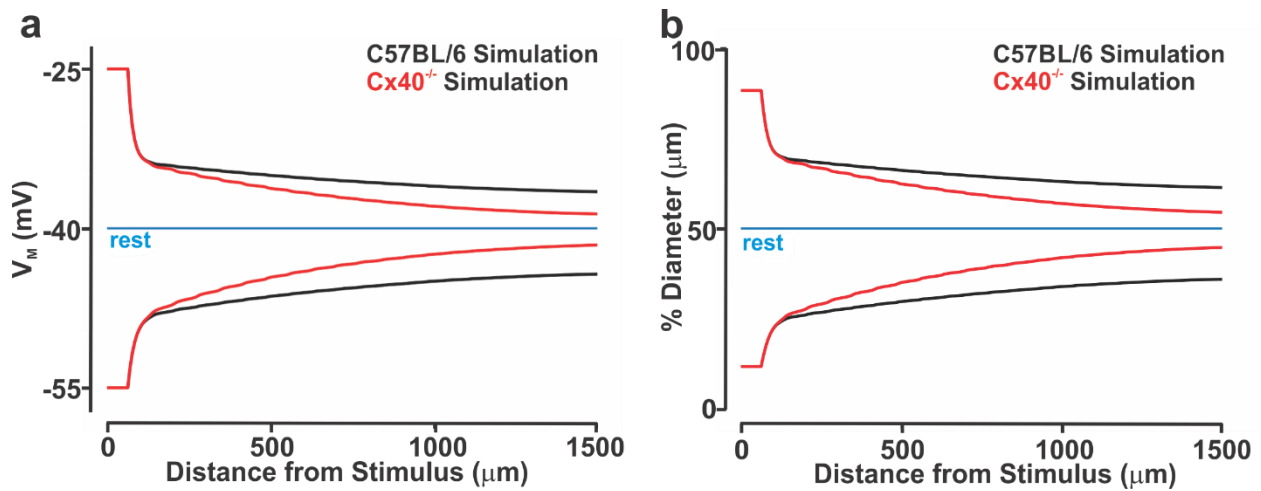 a
C57BL/6 Simulation
Cx40-/- Simulation
-25
-40
-55
rest
VM (mV)
0
500
1000
1500
Distance from Stimulus (μm)
b
C57BL/6 Simulation
Cx40-/- Simulation
100
50
0
rest
% Diameter (μm)
0
500
1000
1500
Distance from Stimulus (μm)